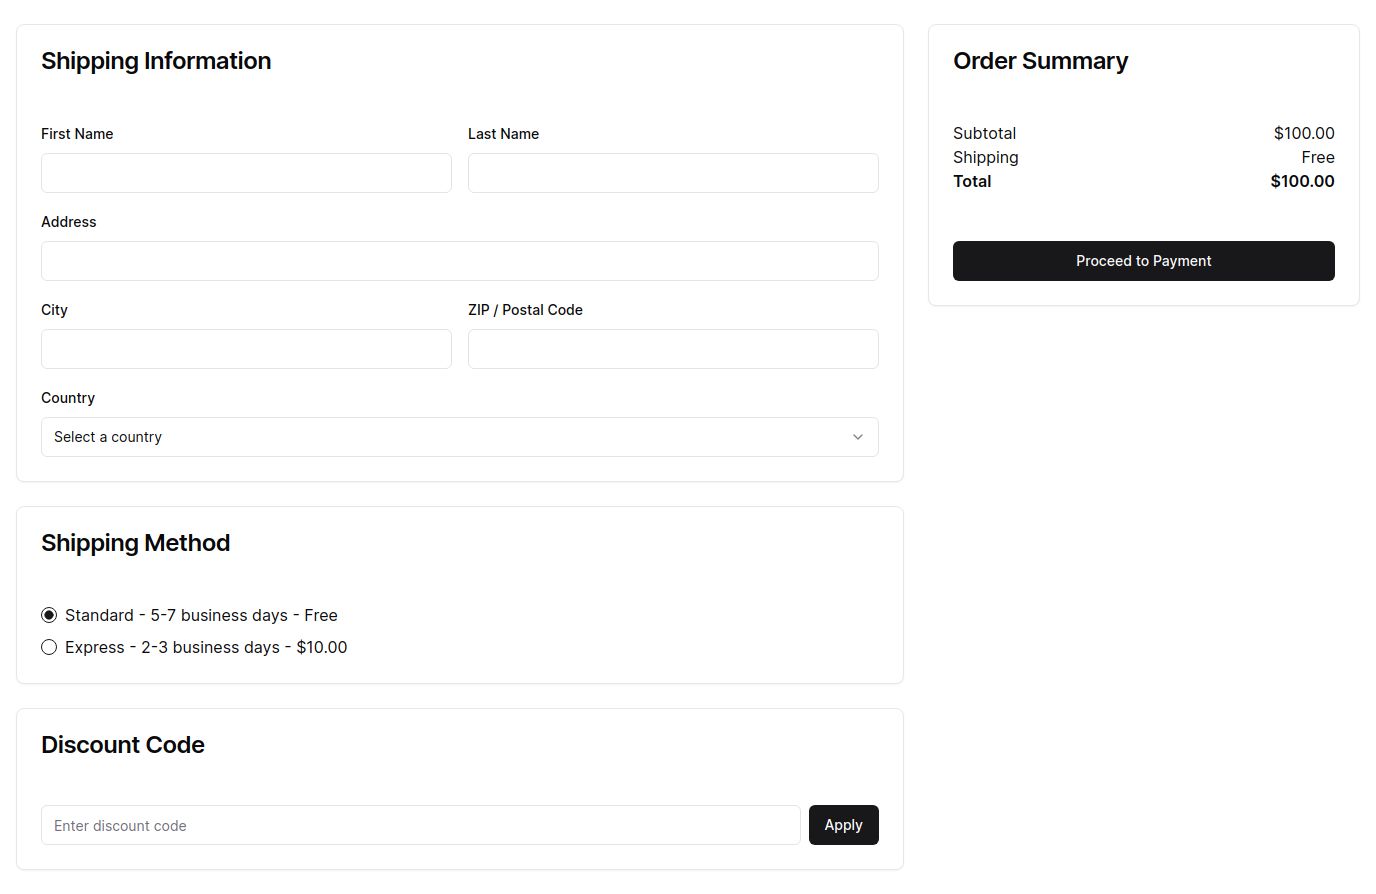 Shipping Information
First Name
Last Name
Address
City
ZIP / Postal Code
Country
Select a country
Shipping Method
Standard - 5-7 business days - Free
Express - 2-3 business days - $10.00
Discount Code
Enter discount code
Apply
Order Summary
Subtotal $100.00
Shipping Free
Total $100.00
Proceed to Payment